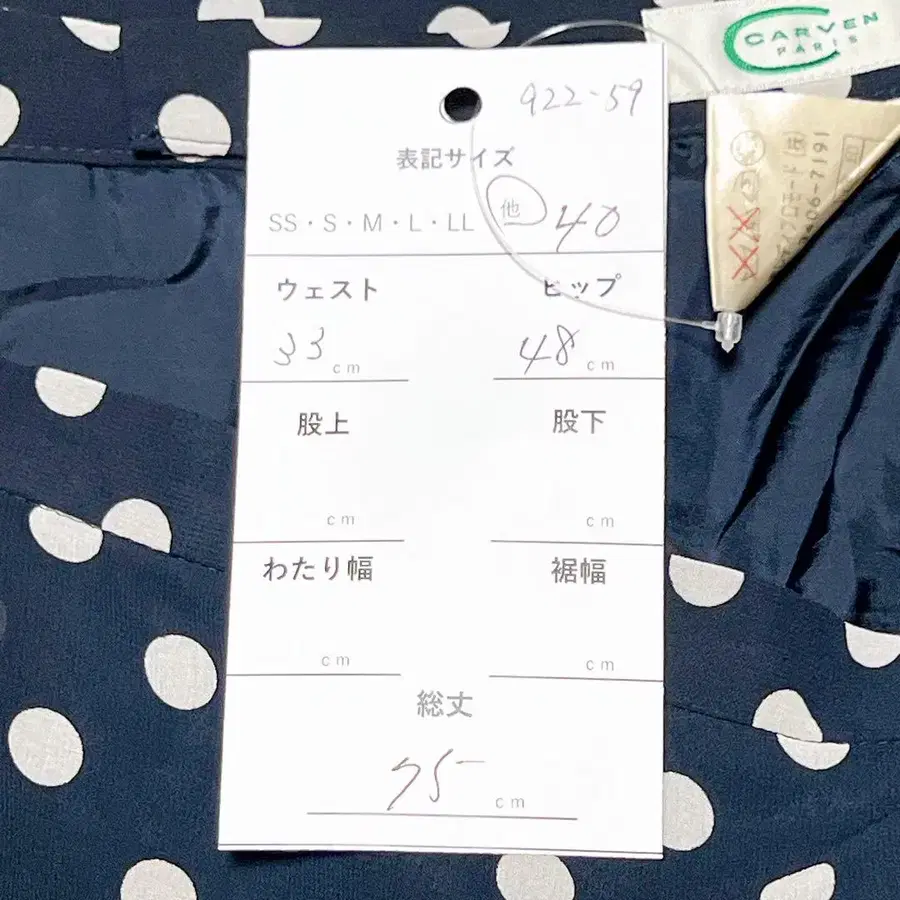 CARVEN
PARIS
922-59
表記サイズ
SS・S・M・L・LL 他 40
ウェスト ヒップ
33 cm 48 cm
股上 股下
cm cm
わたり幅 裾幅
cm cm
総丈
75 cm